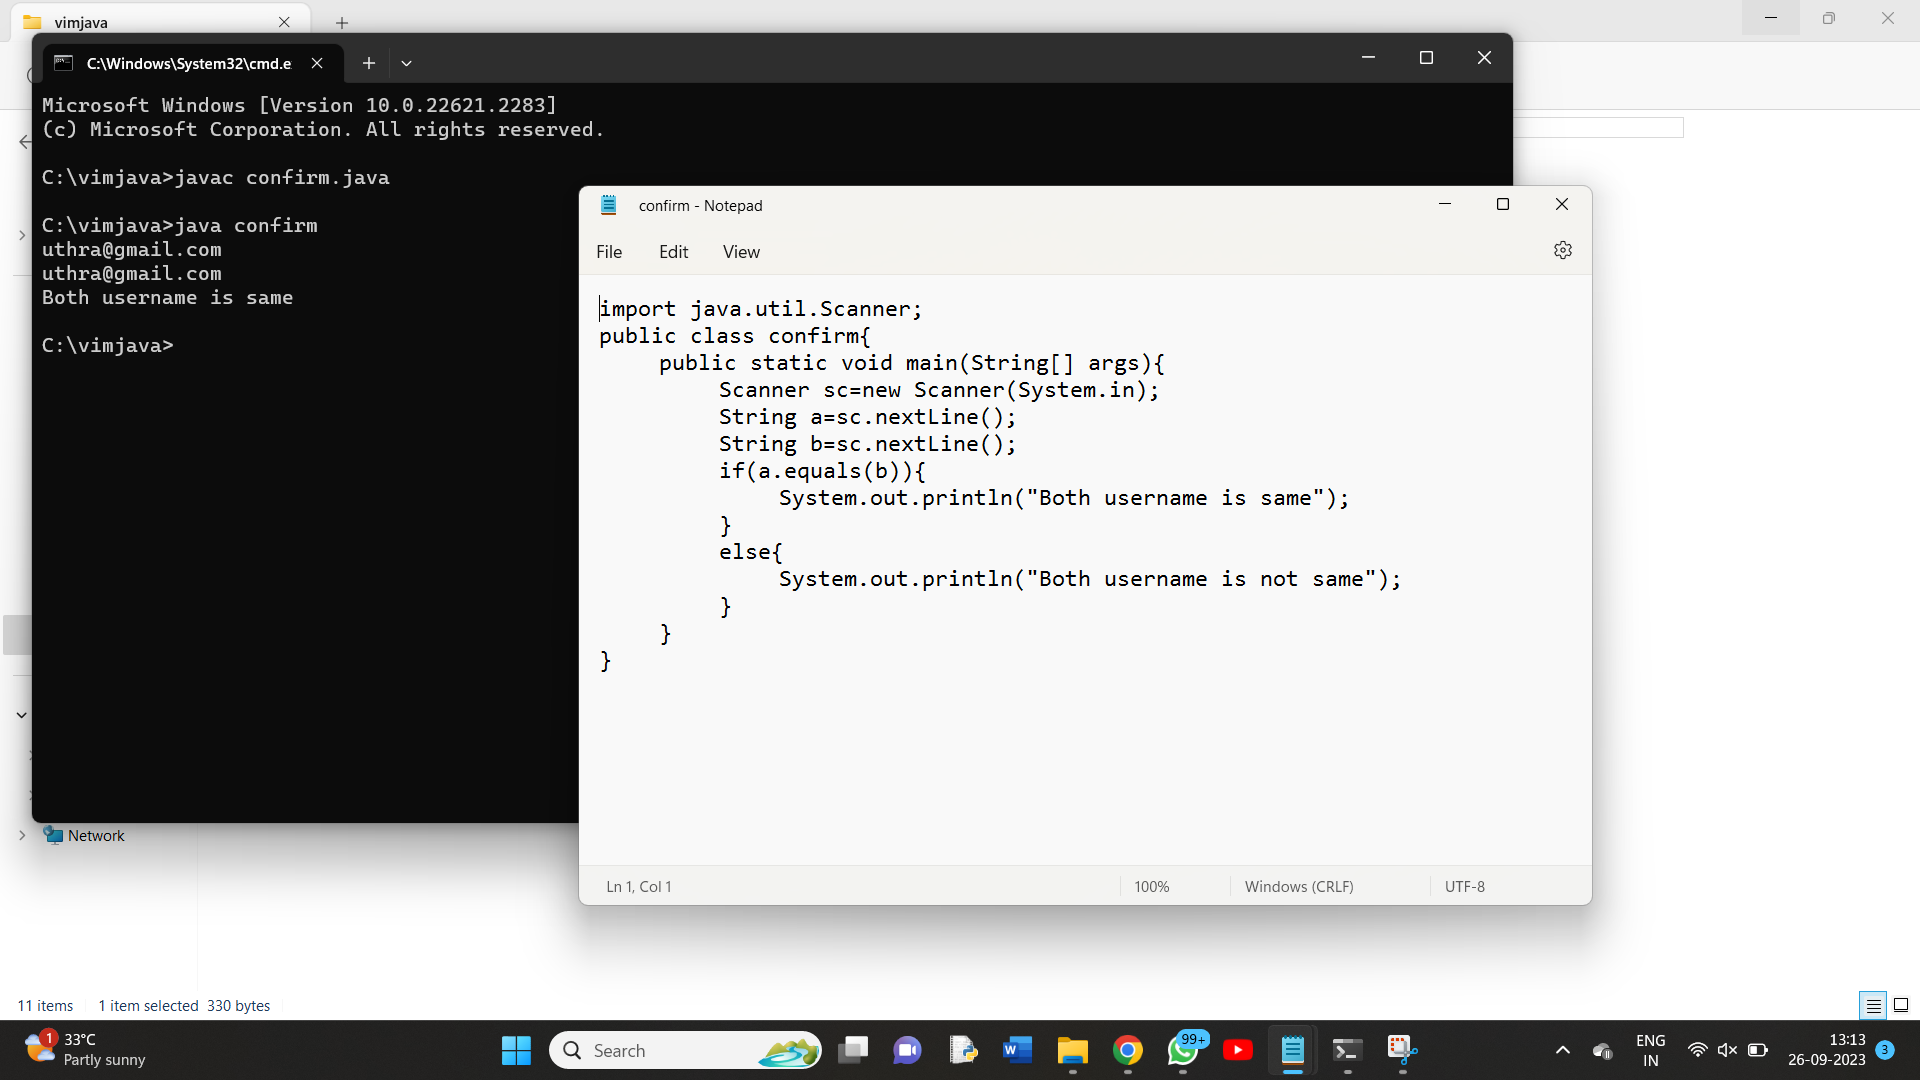 vimjava
C:\Windows\System32\cmd.e
Microsoft Windows [Version 10.0.22621.2283]
(c) Microsoft Corporation. All rights reserved.
C:\vimjava>javac confirm.java
C:\vimjava>java confirm
uthra@gmail.com
uthra@gmail.com
Both username is same
C:\vimjava>
confirm - Notepad
File Edit View
import java.util.Scanner;
public class confirm{
public static void main(String[] args){
Scanner sc=new Scanner(System.in);
String a=sc.nextLine();
String b=sc.nextLine();
if(a.equals(b)){
System.out.println("Both username is same");
}
else{
System.out.println("Both username is not same");
}
}
}
Ln 1, Col 1 100% Windows (CRLF) UTF-8
Network
11 items 1 item selected 330 bytes
1 33°C
Partly sunny
Search
99+
ENG
IN
13:13
26-09-2023
3